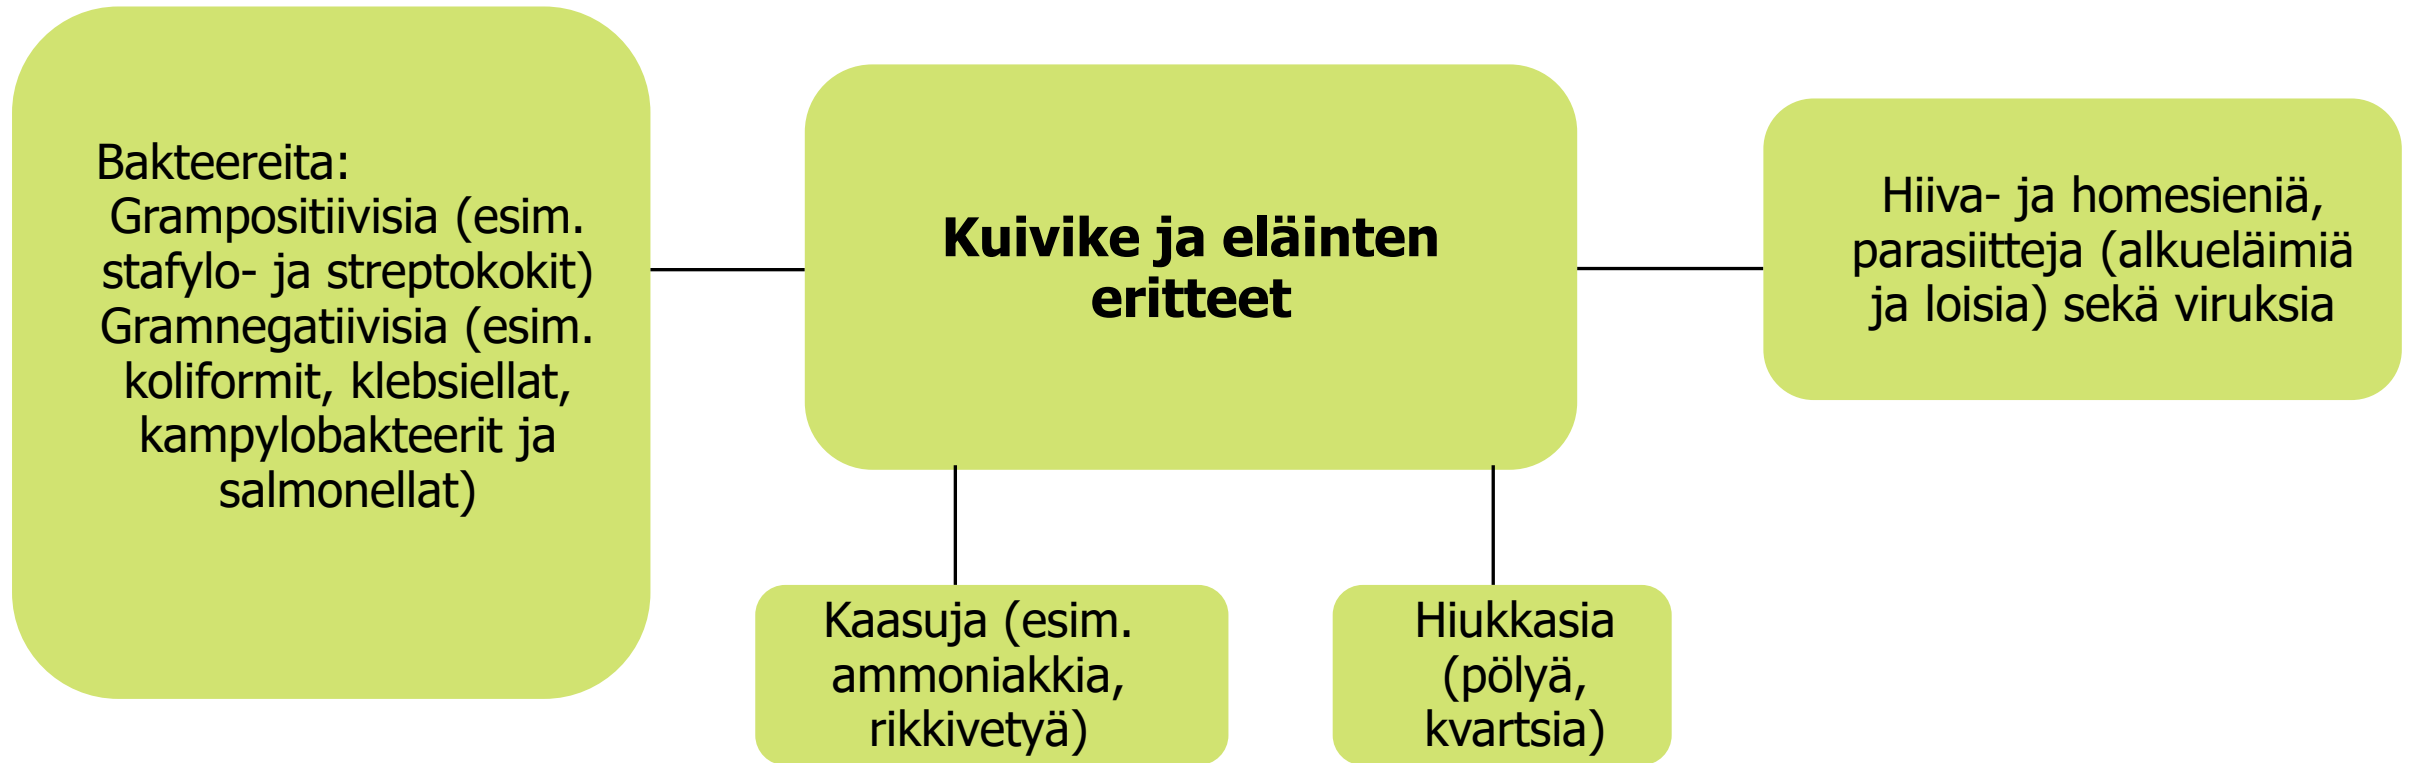 Bakteereita:
Grampositiivisia (esim.
stafylo- ja streptokokit)
Gramnegatiivisia (esim.
koliformit, klebsiellat,
kampylobakteerit ja
salmonellat)
Kuivike ja eläinten
eritteet
Hiiva- ja homesieniä,
parasiitteja (alkueläimiä
ja loisia) sekä viruksia
Kaasuja (esim.
ammoniakkia,
rikkivetyä)
Hiukkasia
(pölyä,
kvartsia)